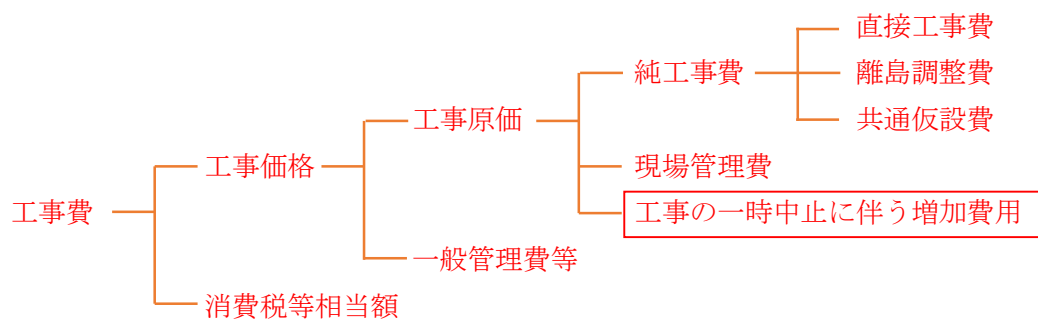 直接工事費
純工事費
離島調整費
工事原価
共通仮設費
工事価格
現場管理費
工事費
工事の一時中止に伴う増加費用
一般管理費等
消費税等相当額